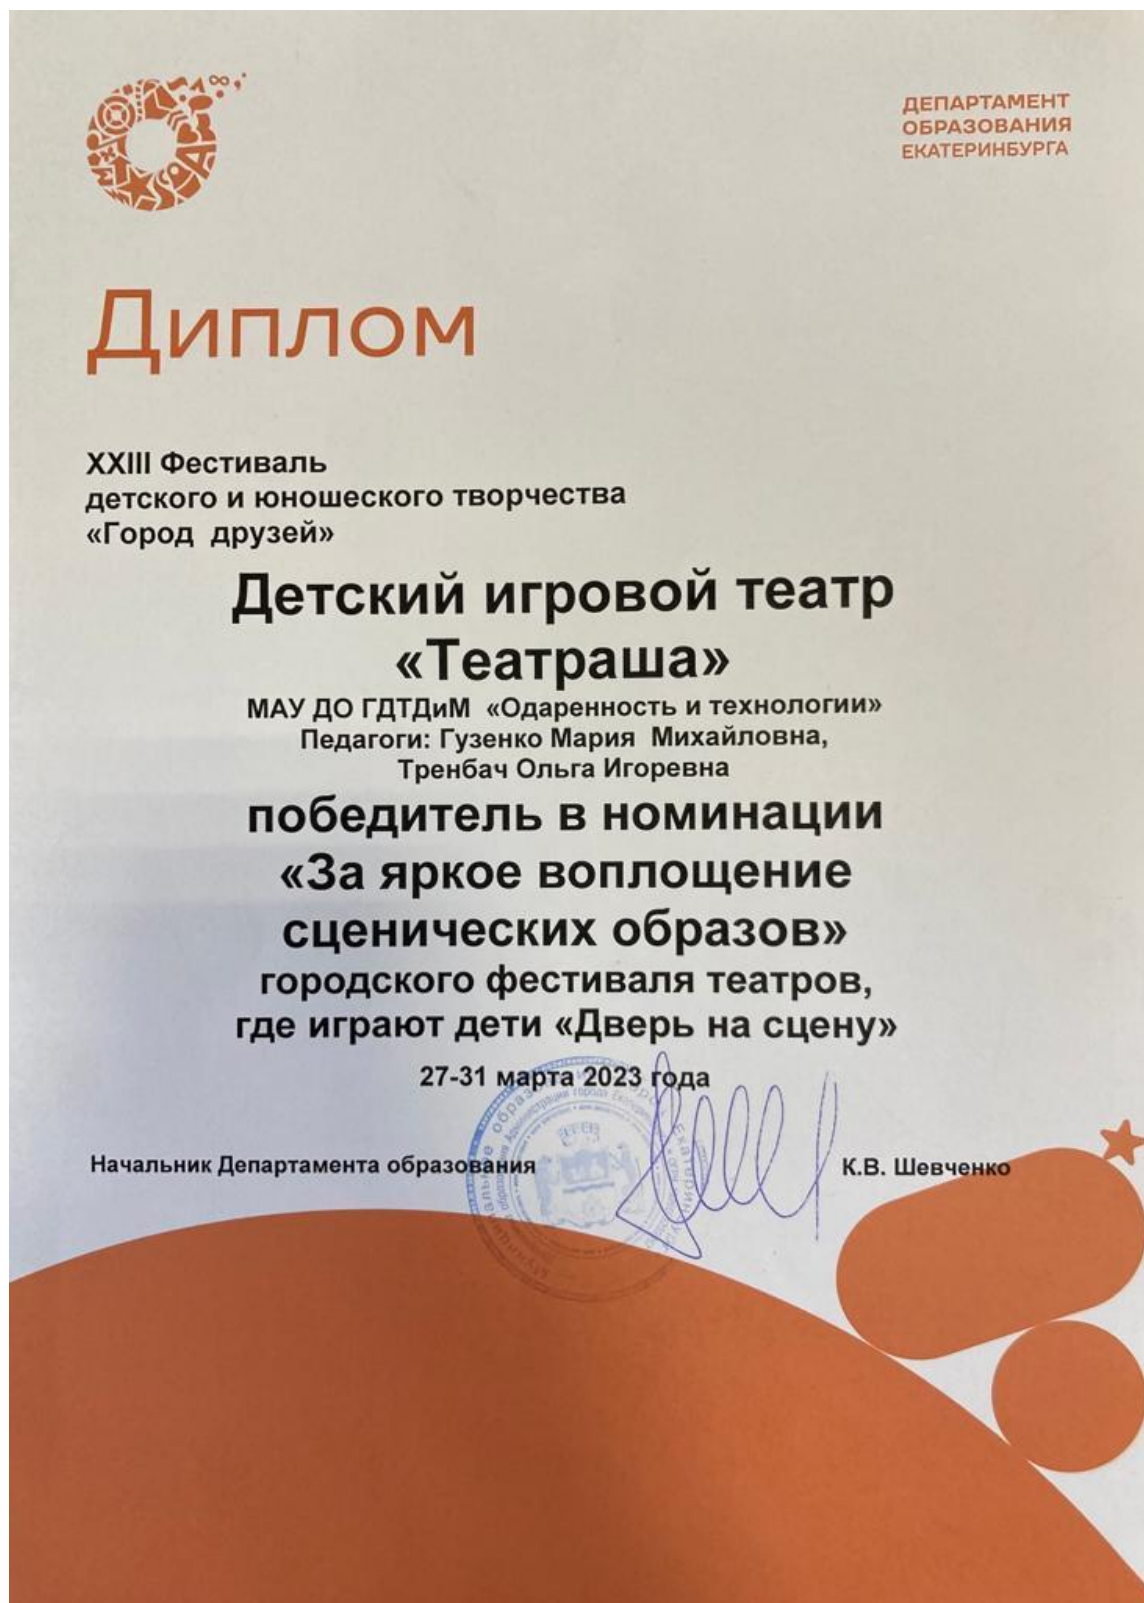 ДЕПАРТАМЕНТ
ОБРАЗОВАНИЯ
ЕКАТЕРИНБУРГА
Диплом
XXIII Фестиваль
детского и юношеского творчества
«Город друзей»
Детский игровой театр
«Театраша»
МАУ ДО ГДТДиМ «Одаренность и технологии»
Педагоги: Гузенко Мария Михайловна,
Тренбач Ольга Игоревна
победитель в номинации
«За яркое воплощение
сценических образов»
городского фестиваля театров,
где играют дети «Дверь на сцену»
27-31 марта 2023 года
Начальник Департамента образования
К.В. Шевченко